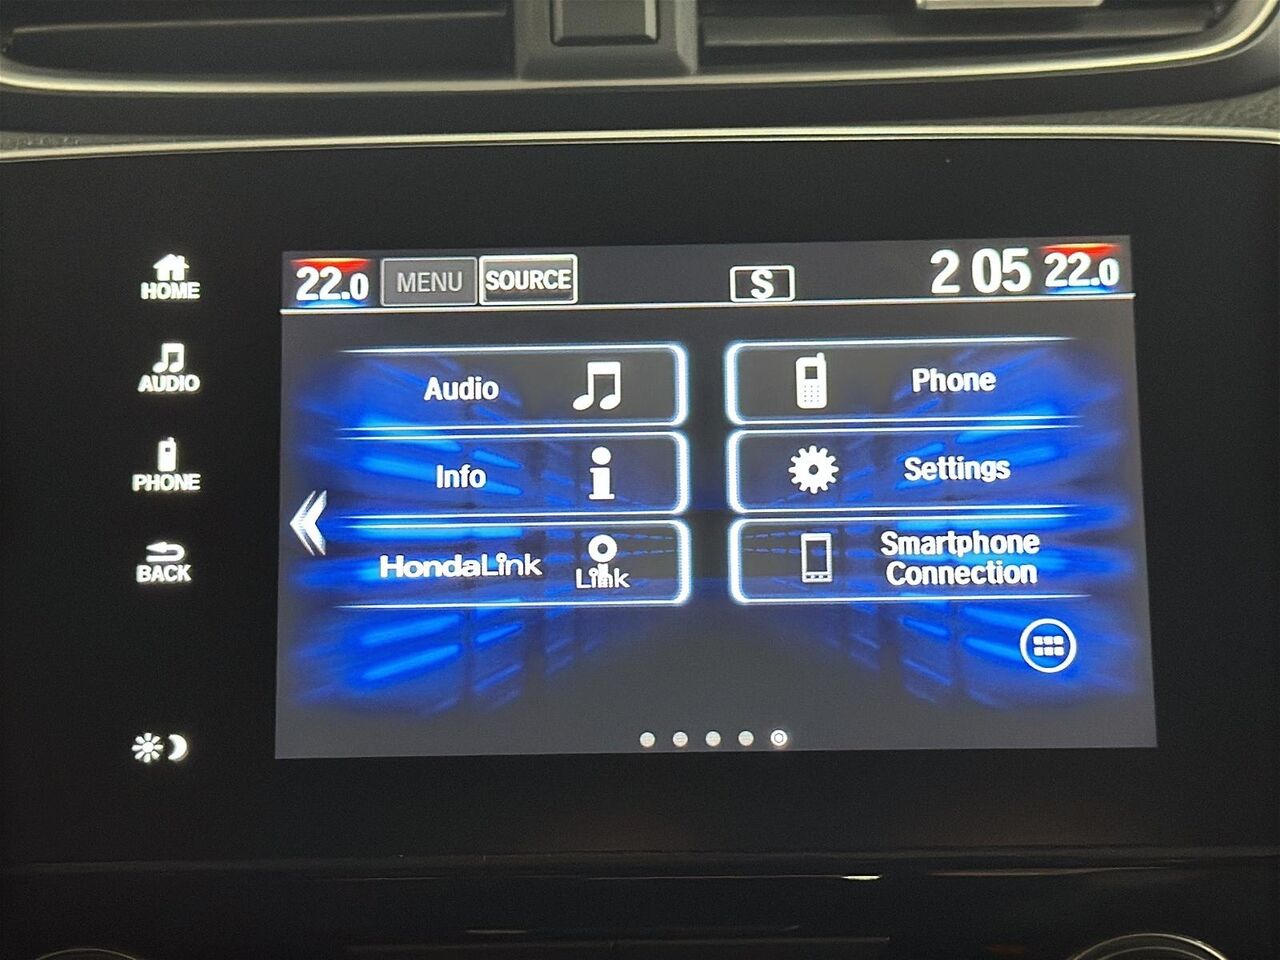 HOME
AUDIO
PHONE
BACK
22.0 MENU SOURCE S 2 05 22.0
Audio
Phone
Info
Settings
HondaLink
Link
Smartphone
Connection